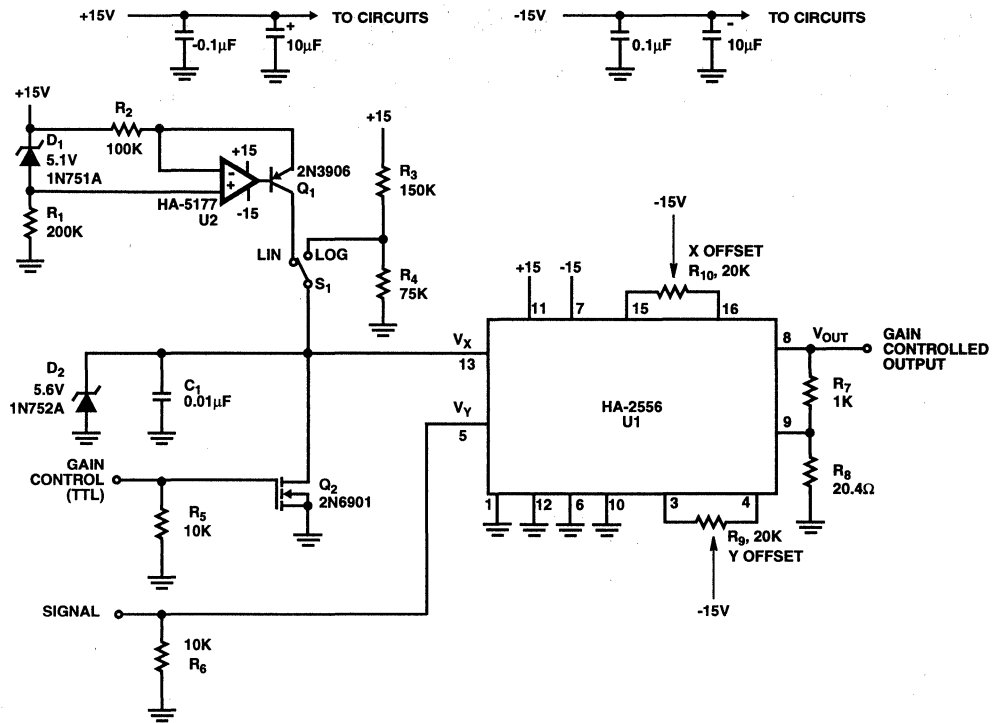 +15V
TO CIRCUITS
-0.1µF
+
10µF
-15V
TO CIRCUITS
0.1µF
-
10µF
+15V
R2
100K
D1
5.1V
1N751A
R1
200K
+15
-
+
-15
HA-5177
U2
2N3906
Q1
+15
R3
150K
LIN
LOG
S1
R4
75K
-15V
X OFFSET
R10, 20K
+15
-15
11
7
15
16
VX
13
VY
5
HA-2556
U1
8
VOUT
GAIN
CONTROLLED
OUTPUT
R7
1K
9
R8
20.4Ω
D2
5.6V
1N752A
C1
0.01µF
GAIN
CONTROL
(TTL)
R5
10K
Q2
2N6901
1
12
6
10
3
4
R9, 20K
Y OFFSET
-15V
SIGNAL
10K
R6